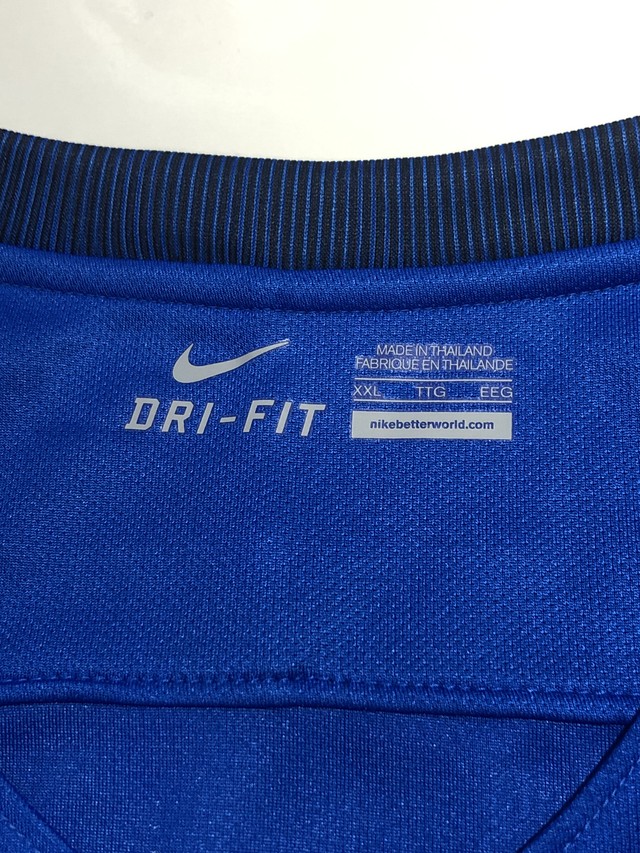 DRI-FIT
MADE IN THAILAND
FABRIQUE EN THAILANDE
XXL TTG EEG
nikebetterworld.com